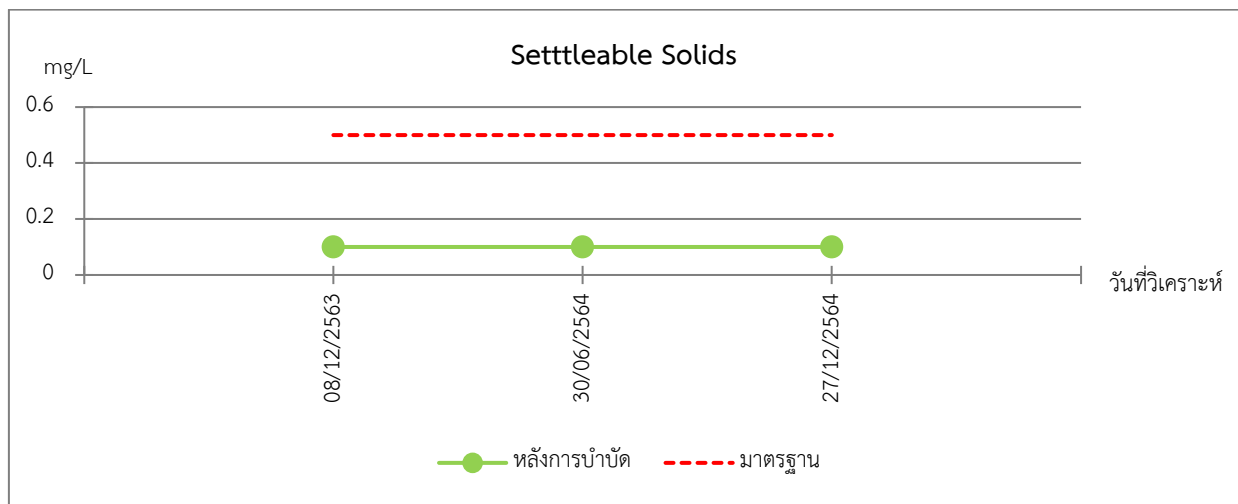 Setttleable Solids
mg/L
0.6
0.4
0.2
0
วันที่วิเคราะห์
08/12/2563
30/06/2564
27/12/2564
หลังการบำบัด
มาตรฐาน